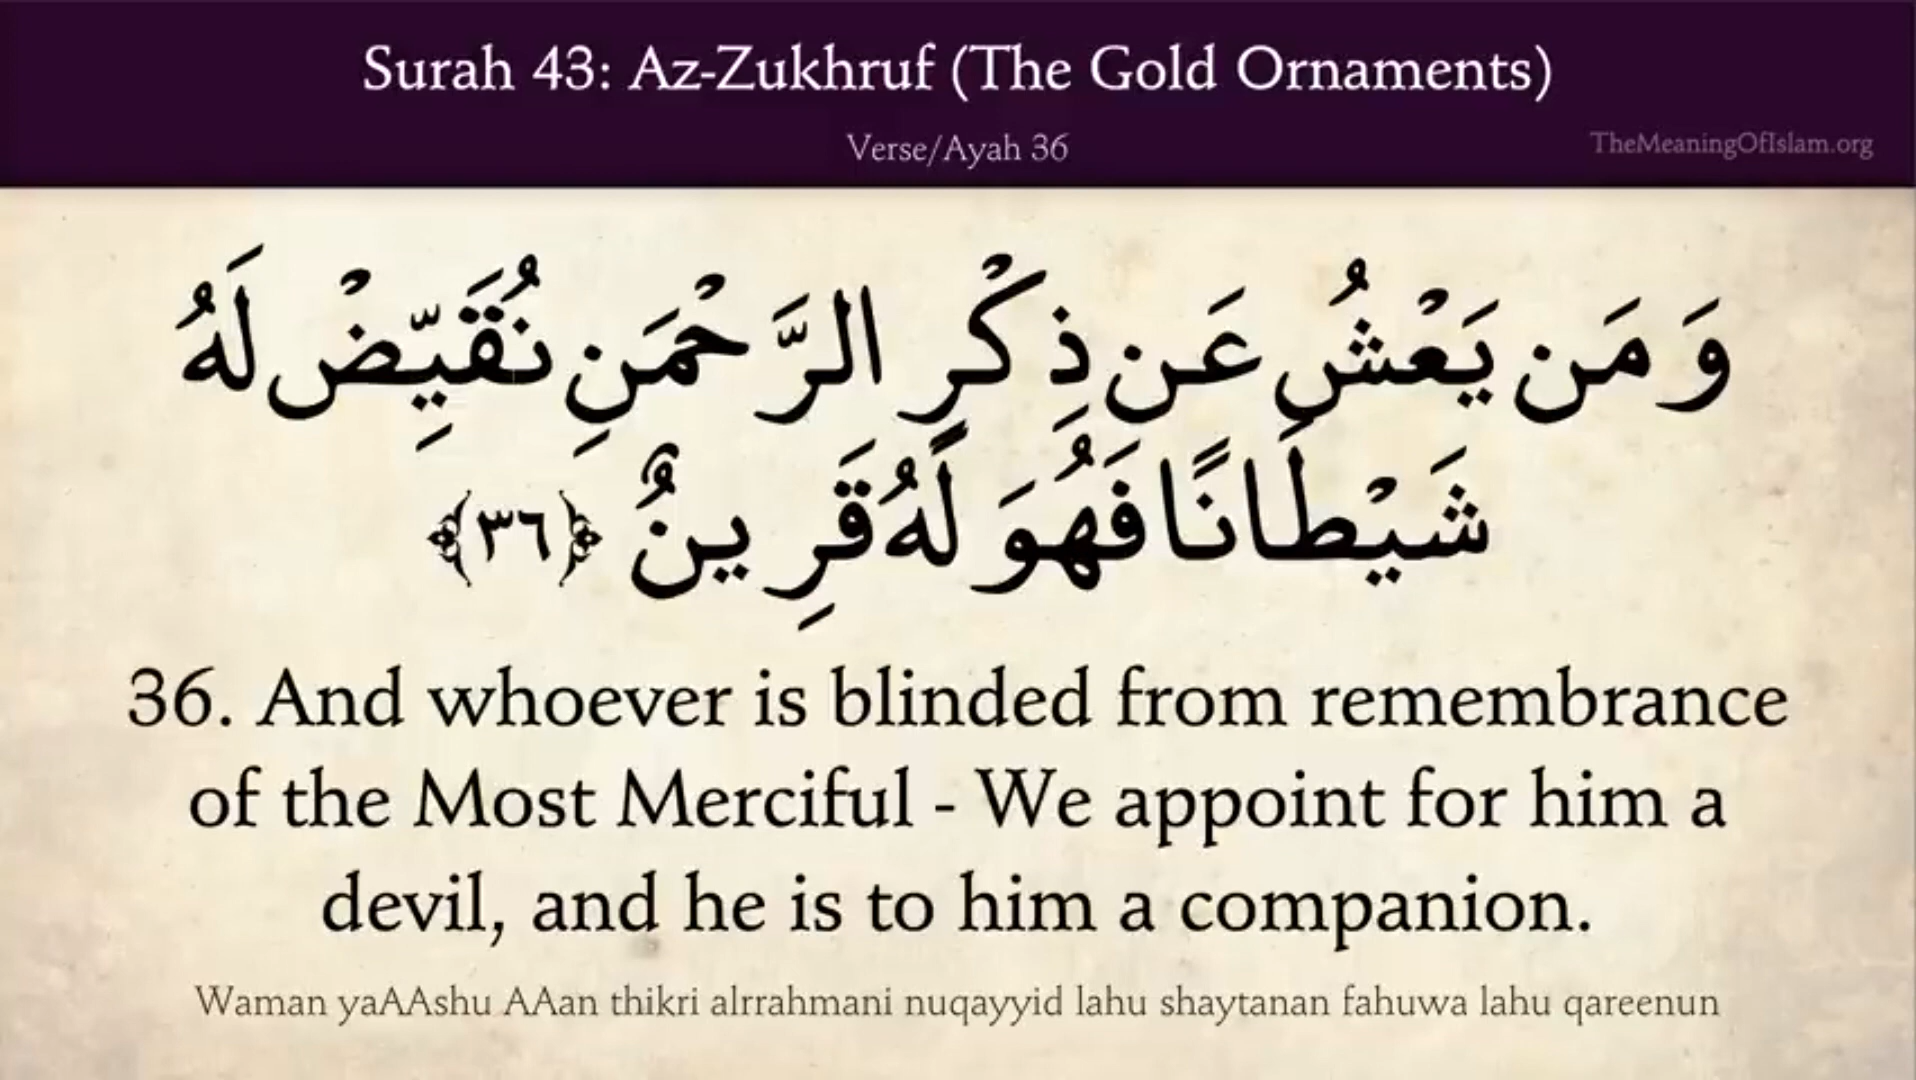 Surah 43: Az-Zukhruf (The Gold Ornaments)
Verse/Ayah 36
TheMeaningOfIslam.org
وَمَن يَعْشُ عَن ذِكْرِ الرَّحْمَنِ نُقَيِّضْ لَهُ
شَيْطَانًا فَهُوَ لَهُ قَرِينٌ ﴿٣٦﴾
36. And whoever is blinded from remembrance
of the Most Merciful - We appoint for him a
devil, and he is to him a companion.
Waman yaAAshu AAan thikri alrrahmani nuqayyid lahu shaytanan fahuwa lahu qareenun